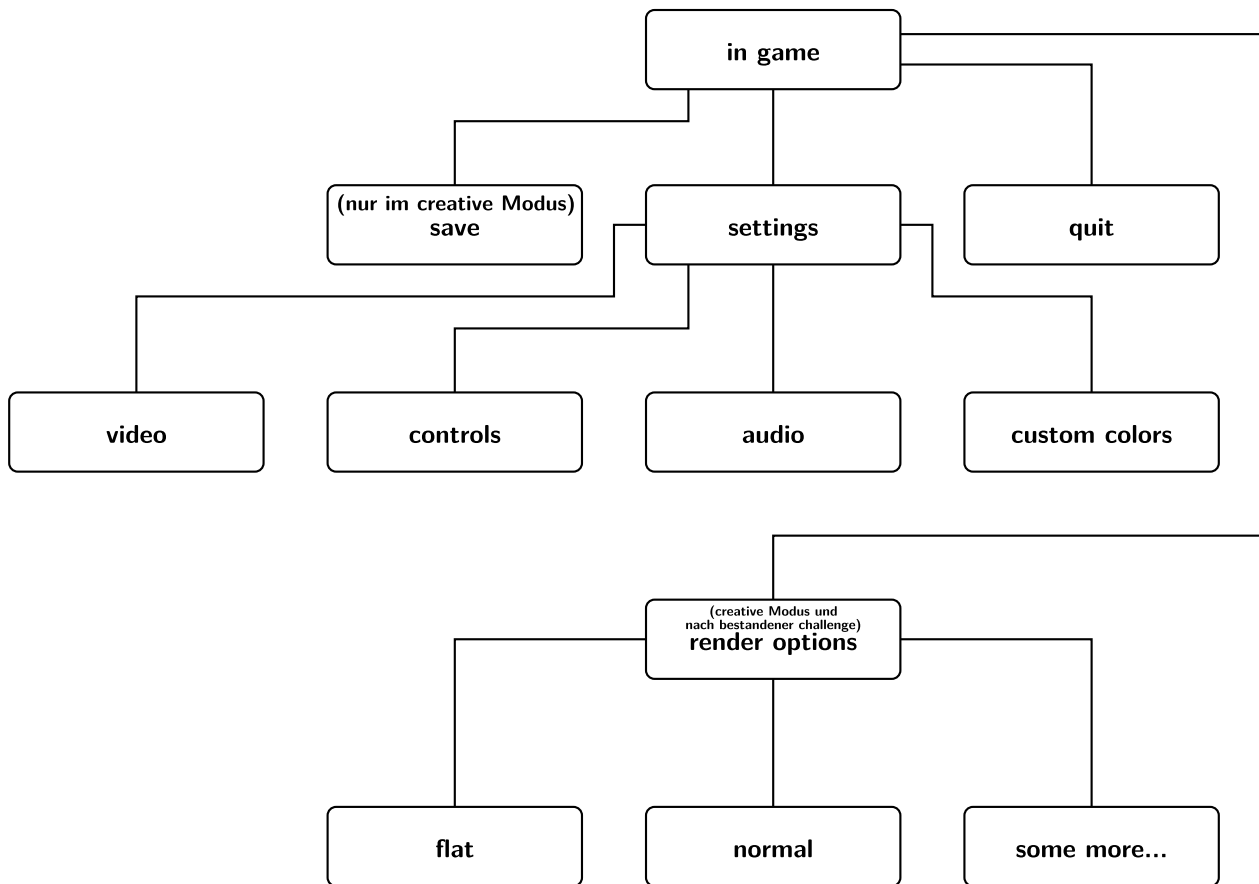 in game
(nur im creative Modus)
save
settings
quit
video
controls
audio
custom colors
(creative Modus und
nach bestandener challenge)
render options
flat
normal
some more...